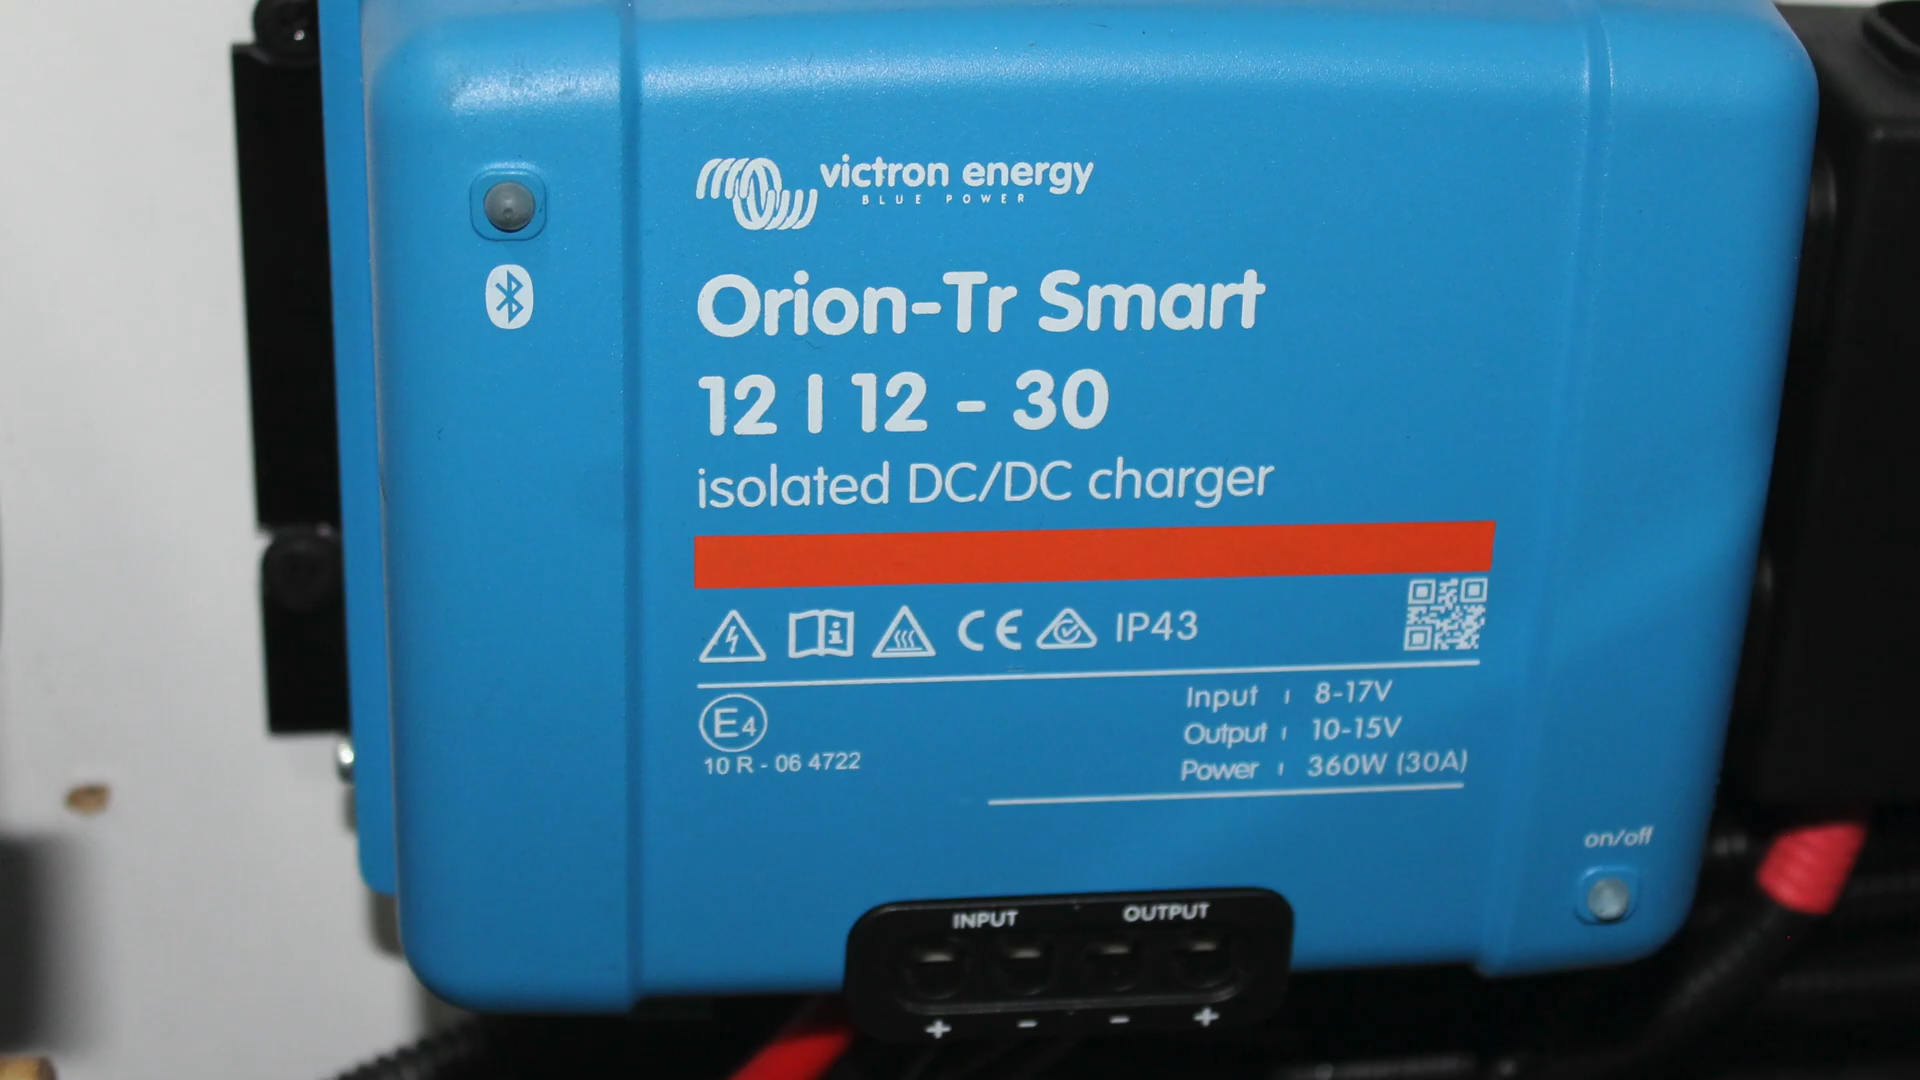 victron energy
BLUE POWER
Orion-Tr Smart
12 | 12 - 30
isolated DC/DC charger
CE IP43
E4
10 R - 06 4722
Input : 8-17V
Output : 10-15V
Power : 360W (30A)
on/off
INPUT OUTPUT
+ - - +